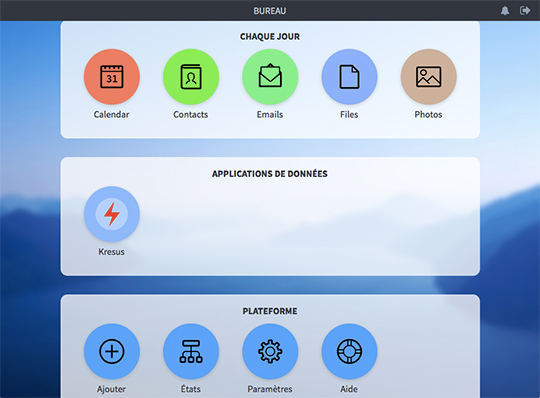 BUREAU
CHAQUE JOUR
31
Calendar Contacts Emails Files Photos
APPLICATIONS DE DONNÉES
Kresus
PLATEFORME
Ajouter États Paramètres Aide